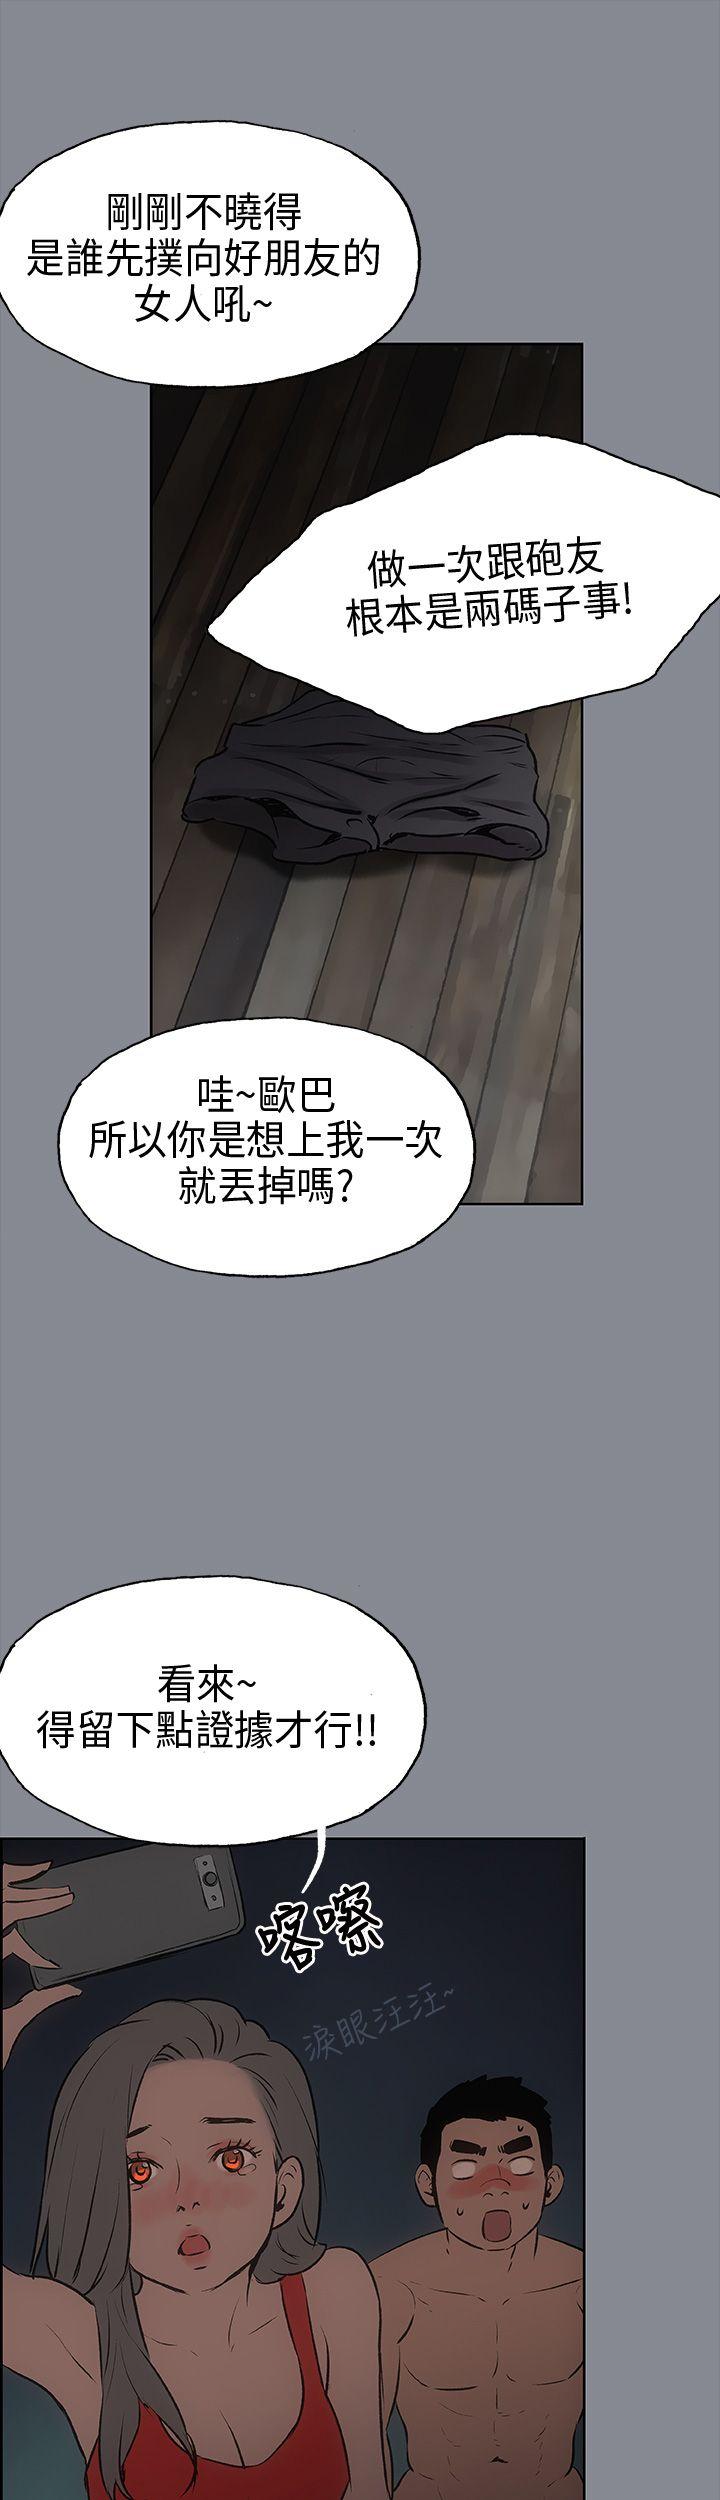 剛剛不曉得
是誰先撲向好朋友的
女人吼~
做一次跟砲友
根本是兩碼子事!
哇~歐巴
所以你是想上我一次
就丟掉嗎?
看來~
得留下點證據才行!!
喀嚓
淚眼汪汪~